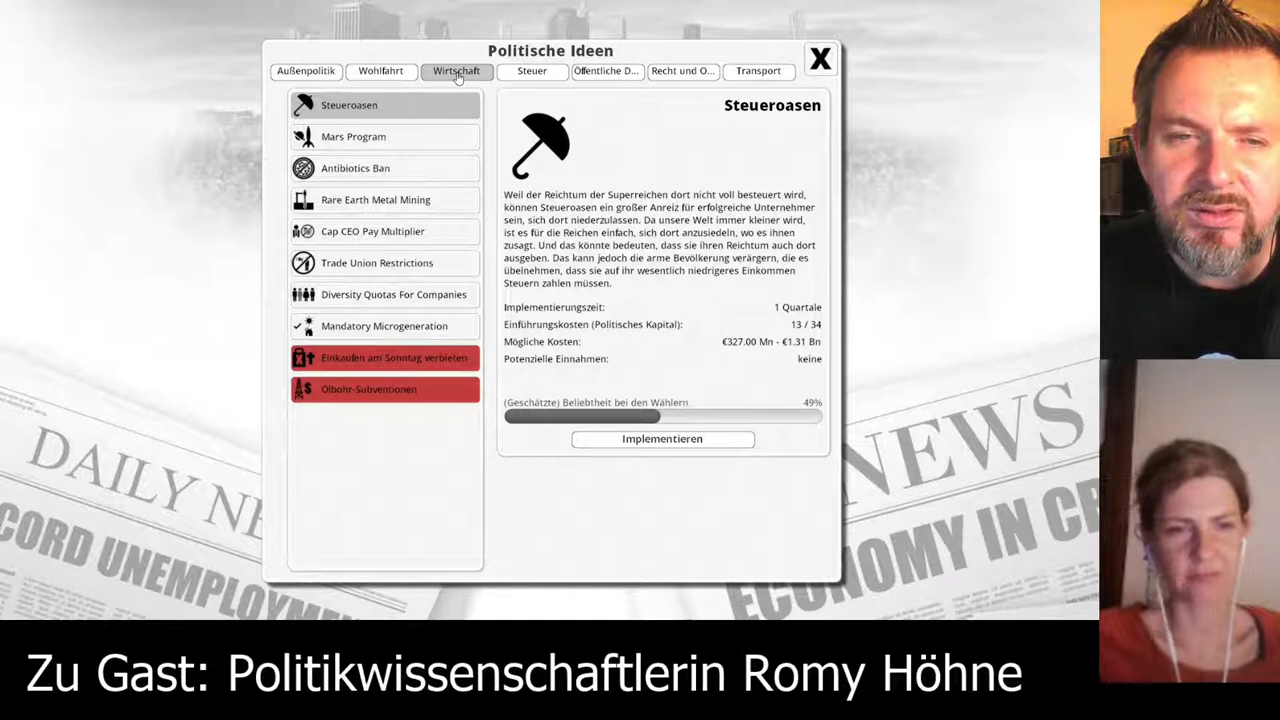 Politische Ideen
X
Außenpolitik
Wohlfahrt
Wirtschaft
Steuer
Öffentliche D...
Recht und O...
Transport
Steueroasen
Mars Program
Antibiotics Ban
Rare Earth Metal Mining
Cap CEO Pay Multiplier
Trade Union Restrictions
Diversity Quotas For Companies
Mandatory Microgeneration
Einkaufen am Sonntag verbieten
Ölbohr-Subventionen
Steueroasen
Weil der Reichtum der Superreichen dort nicht voll besteuert wird,
können Steueroasen ein großer Anreiz für erfolgreiche Unternehmer
sein, sich dort niederzulassen. Da unsere Welt immer kleiner wird,
ist es für die Reichen einfach, sich dort anzusiedeln, wo es ihnen
zusagt. Und das könnte bedeuten, dass sie ihren Reichtum auch dort
ausgeben. Das kann jedoch die arme Bevölkerung verärgern, die es
übelnehmen, dass sie auf ihr wesentlich niedrigeres Einkommen
Steuern zahlen müssen.
Implementierungszeit: 1 Quartale
Einführungskosten (Politisches Kapital): 13 / 34
Mögliche Kosten: €327.00 Mn - €1.31 Bn
Potenzielle Einnahmen: keine
(Geschätzte) Beliebtheit bei den Wählern 49%
Implementieren
DAILY NE
CORD UNEMPLOYM
NEWS
ECONOMY IN CR
Zu Gast: Politikwissenschaftlerin Romy Höhne